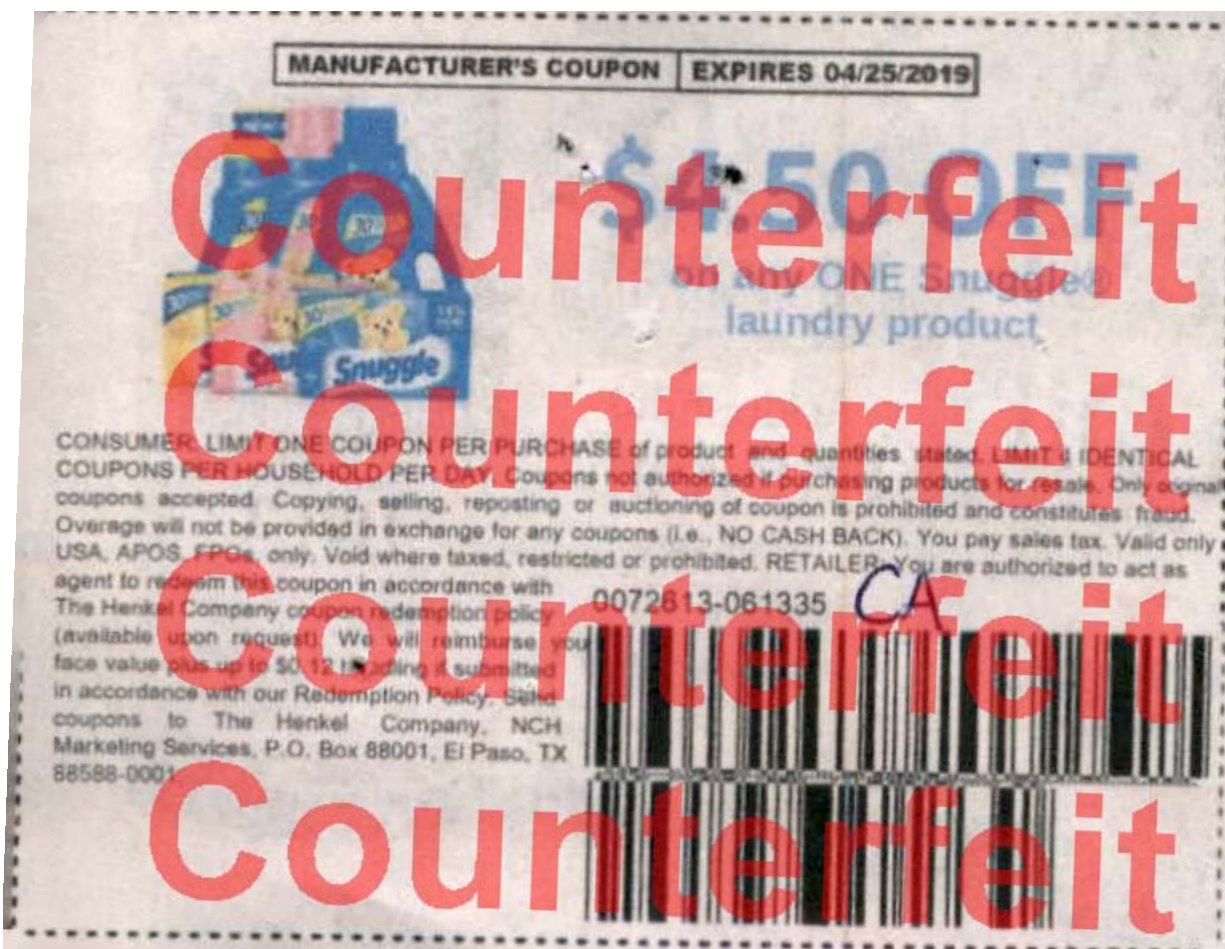 MANUFACTURER'S COUPON EXPIRES 04/25/2019
$4.50 OFF
on any ONE Snuggle®
laundry product
Counterfeit
30
30
30
30
Snuggle
Counterfeit
CONSUMER: LIMIT ONE COUPON PER PURCHASE of product and quantities stated. LIMIT 4 IDENTICAL
COUPONS PER HOUSEHOLD PER DAY. Coupons not authorized if purchasing products for resale. Only original
coupons accepted. Copying, selling, reposting or auctioning of coupon is prohibited and constitutes fraud.
Overage will not be provided in exchange for any coupons (i.e., NO CASH BACK). You pay sales tax. Valid only
USA, APOS, FPOs, only. Void where taxed, restricted or prohibited. RETAILER: You are authorized to act as
agent to redeem this coupon in accordance with
The Henkel Company coupon redemption policy
(available upon request). We will reimburse you
face value plus up to $0.12 handling if submitted
in accordance with our Redemption Policy. Send
coupons to The Henkel Company, NCH
Marketing Services, P.O. Box 88001, El Paso, TX
88588-0001
0072613-061335 CA
Counterfeit
Counterfeit